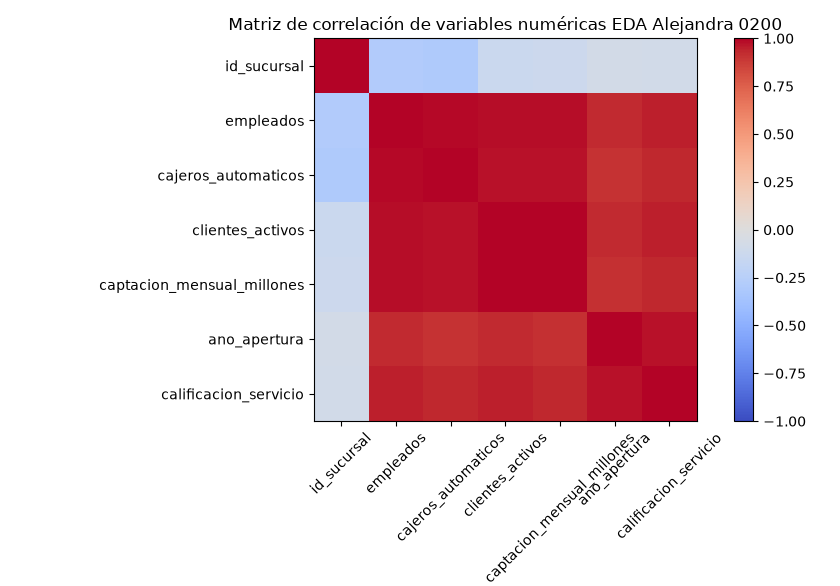 Matriz de correlación de variables numéricas EDA Alejandra 0200
id_sucursal
empleados
cajeros_automaticos
clientes_activos
captacion_mensual_millones
ano_apertura
calificacion_servicio
id_sucursal
empleados
cajeros_automaticos
clientes_activos
captacion_mensual_millones
ano_apertura
calificacion_servicio
1.00
0.75
0.50
0.25
0.00
−0.25
−0.50
−0.75
−1.00